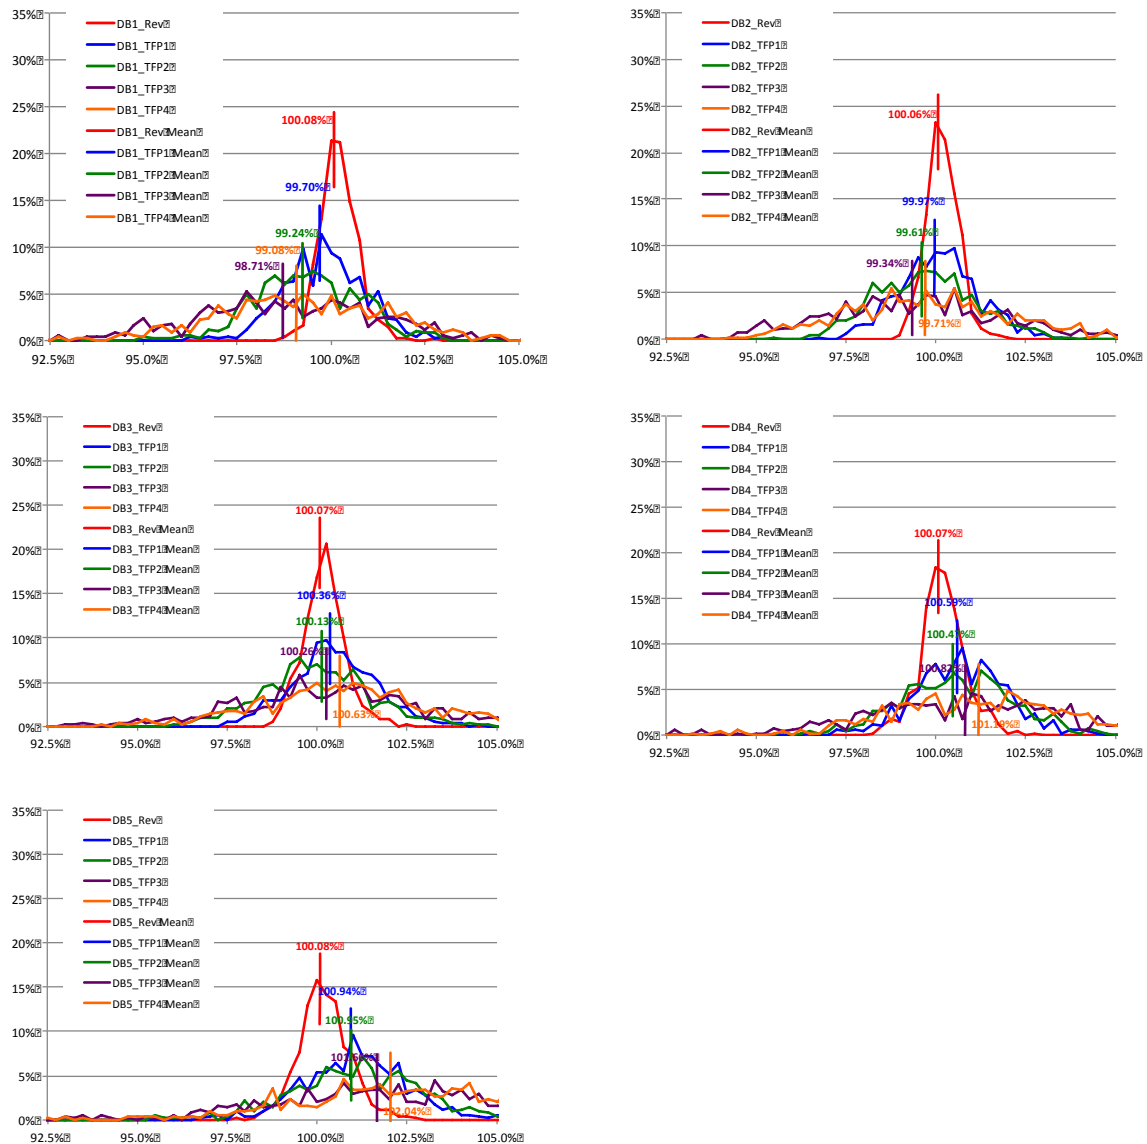 35%
30%
25%
20%
15%
10%
5%
0%
92.5%
95.0%
97.5%
100.0%
102.5%
105.0%
DB1_Rev
DB1_TFP1
DB1_TFP2
DB1_TFP3
DB1_TFP4
DB1_Rev Mean
DB1_TFP1 Mean
DB1_TFP2 Mean
DB1_TFP3 Mean
DB1_TFP4 Mean
100.08%
99.70%
99.24%
99.08%
98.71%
35%
30%
25%
20%
15%
10%
5%
0%
92.5%
95.0%
97.5%
100.0%
102.5%
105.0%
DB2_Rev
DB2_TFP1
DB2_TFP2
DB2_TFP3
DB2_TFP4
DB2_Rev Mean
DB2_TFP1 Mean
DB2_TFP2 Mean
DB2_TFP3 Mean
DB2_TFP4 Mean
100.06%
99.97%
99.61%
99.34%
99.71%
35%
30%
25%
20%
15%
10%
5%
0%
92.5%
95.0%
97.5%
100.0%
102.5%
105.0%
DB3_Rev
DB3_TFP1
DB3_TFP2
DB3_TFP3
DB3_TFP4
DB3_Rev Mean
DB3_TFP1 Mean
DB3_TFP2 Mean
DB3_TFP3 Mean
DB3_TFP4 Mean
100.07%
100.36%
100.13%
100.26%
100.63%
35%
30%
25%
20%
15%
10%
5%
0%
92.5%
95.0%
97.5%
100.0%
102.5%
105.0%
DB4_Rev
DB4_TFP1
DB4_TFP2
DB4_TFP3
DB4_TFP4
DB4_Rev Mean
DB4_TFP1 Mean
DB4_TFP2 Mean
DB4_TFP3 Mean
DB4_TFP4 Mean
100.07%
100.59%
100.47%
35%
30%
25%
20%
15%
10%
5%
0%
92.5%
95.0%
97.5%
100.0%
102.5%
105.0%
DB5_Rev
DB5_TFP1
DB5_TFP2
DB5_TFP3
DB5_TFP4
DB5_Rev Mean
DB5_TFP1 Mean
DB5_TFP2 Mean
DB5_TFP3 Mean
DB5_TFP4 Mean
100.08%
100.94%
100.95%
102.04%